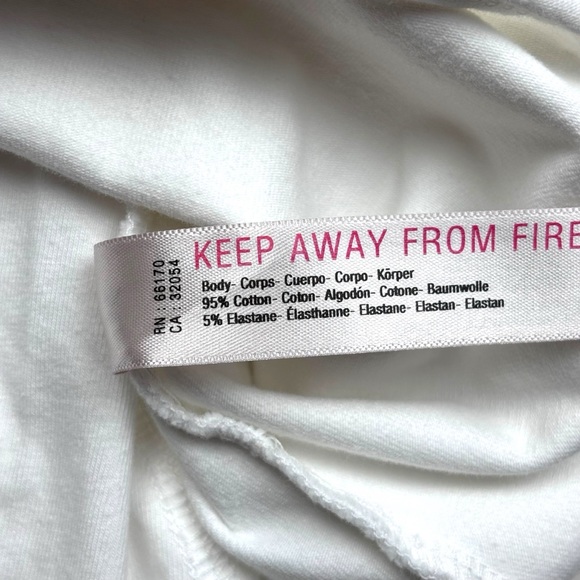 KEEP AWAY FROM FIRE
Body- Corps- Cuerpo- Corpo- Körper
95% Cotton- Coton- Algodón- Cotone- Baumwolle
5% Elastane- Élasthanne- Elastane- Elastan- Elastan
RN : 66170
CA : 32054